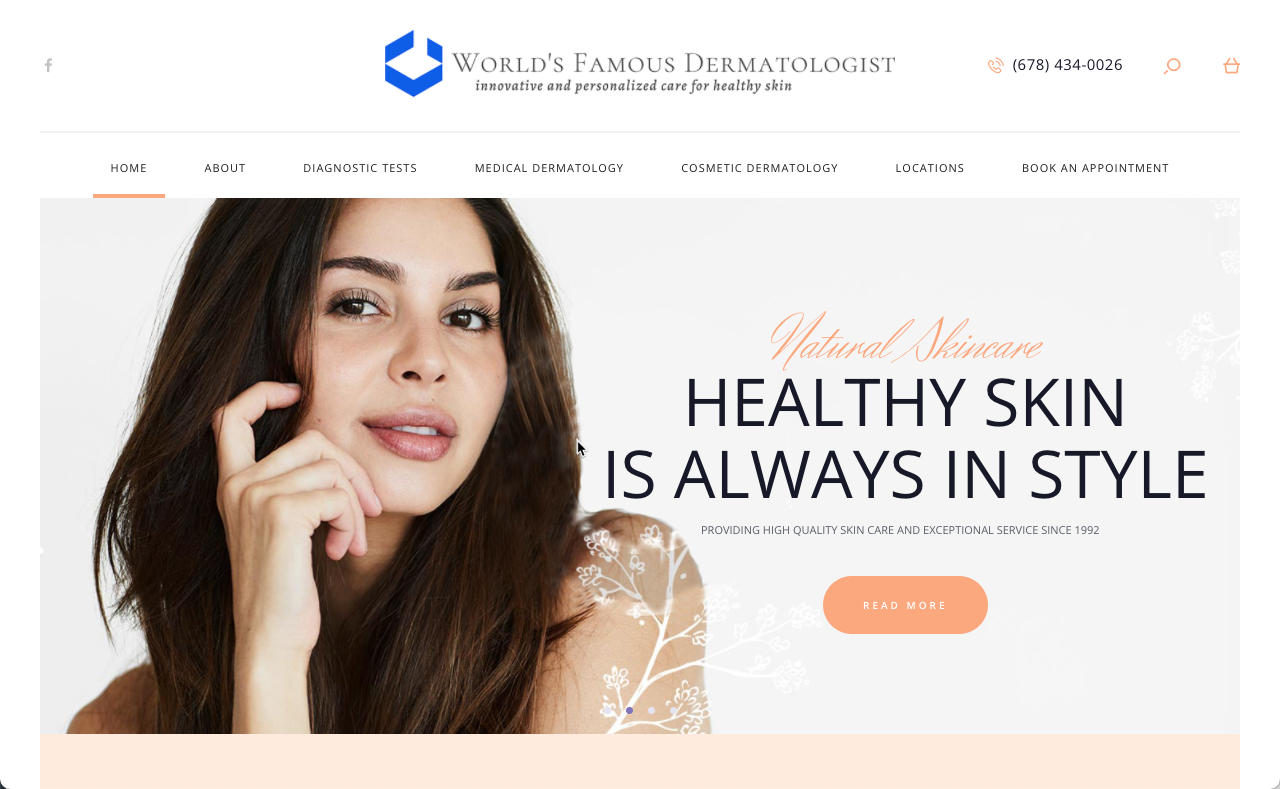 WORLD'S FAMOUS DERMATOLOGIST
innovative and personalized care for healthy skin
(678) 434-0026
HOME ABOUT DIAGNOSTIC TESTS MEDICAL DERMATOLOGY COSMETIC DERMATOLOGY LOCATIONS BOOK AN APPOINTMENT
Natural Skincare
HEALTHY SKIN
IS ALWAYS IN STYLE
PROVIDING HIGH QUALITY SKIN CARE AND EXCEPTIONAL SERVICE SINCE 1992
READ MORE